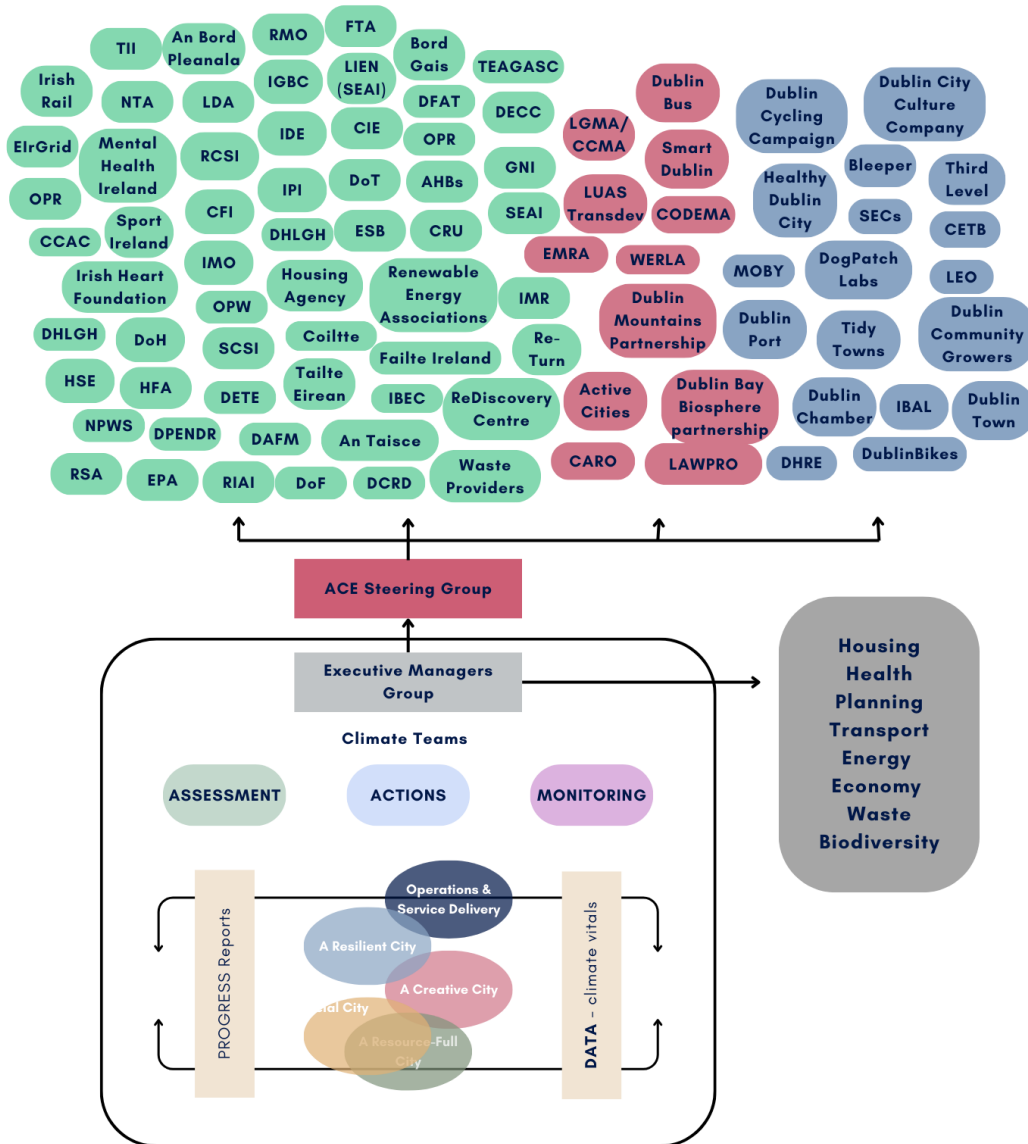 TII
An Bord
Pleanala
RMO
FTA
Bord
Gais
TEAGASC
Irish
Rail
NTA
LDA
IGBC
LIEN
(SEAI)
DFAT
DECC
EIrGrid
Mental
Health
Ireland
RCSI
IDE
CIE
OPR
GNI
OPR
CFI
IPI
DoT
AHBs
SEAI
CCAC
Sport
Ireland
IMO
DHLGH
ESB
CRU
Irish Heart
Foundation
OPW
Housing
Agency
Renewable
Energy
Associations
IMR
DHLGH
DoH
SCSI
Coiltte
Failte Ireland
Re-
Turn
HSE
HFA
DETE
Tailte
Eirean
IBEC
ReDiscovery
Centre
NPWS
DPENDR
DAFM
An Taisce
RSA
EPA
RIAI
DoF
DCRD
Waste
Providers
Dublin
Bus
LGMA/
CCMA
Smart
Dublin
LUAS
Transdev
CODEMA
EMRA
WERLA
Dublin
Mountains
Partnership
Active
Cities
Dublin Bay
Biosphere
partnership
CARO
LAWPRO
Dublin
Cycling
Campaign
Dublin City
Culture
Company
Bleeper
Third
Level
Healthy
Dublin
City
SECs
CETB
MOBY
DogPatch
Labs
LEO
Dublin
Port
Tidy
Towns
Dublin
Community
Growers
Dublin
Chamber
IBAL
Dublin
Town
DHRE
DublinBikes
ACE Steering Group
Executive Managers
Group
Housing
Health
Planning
Transport
Energy
Economy
Waste
Biodiversity
Climate Teams
ASSESSMENT
ACTIONS
MONITORING
PROGRESS Reports
Operations &
Service Delivery
A Resilient City
A Creative City
City
A Resource-Full
City
DATA - climate vitals